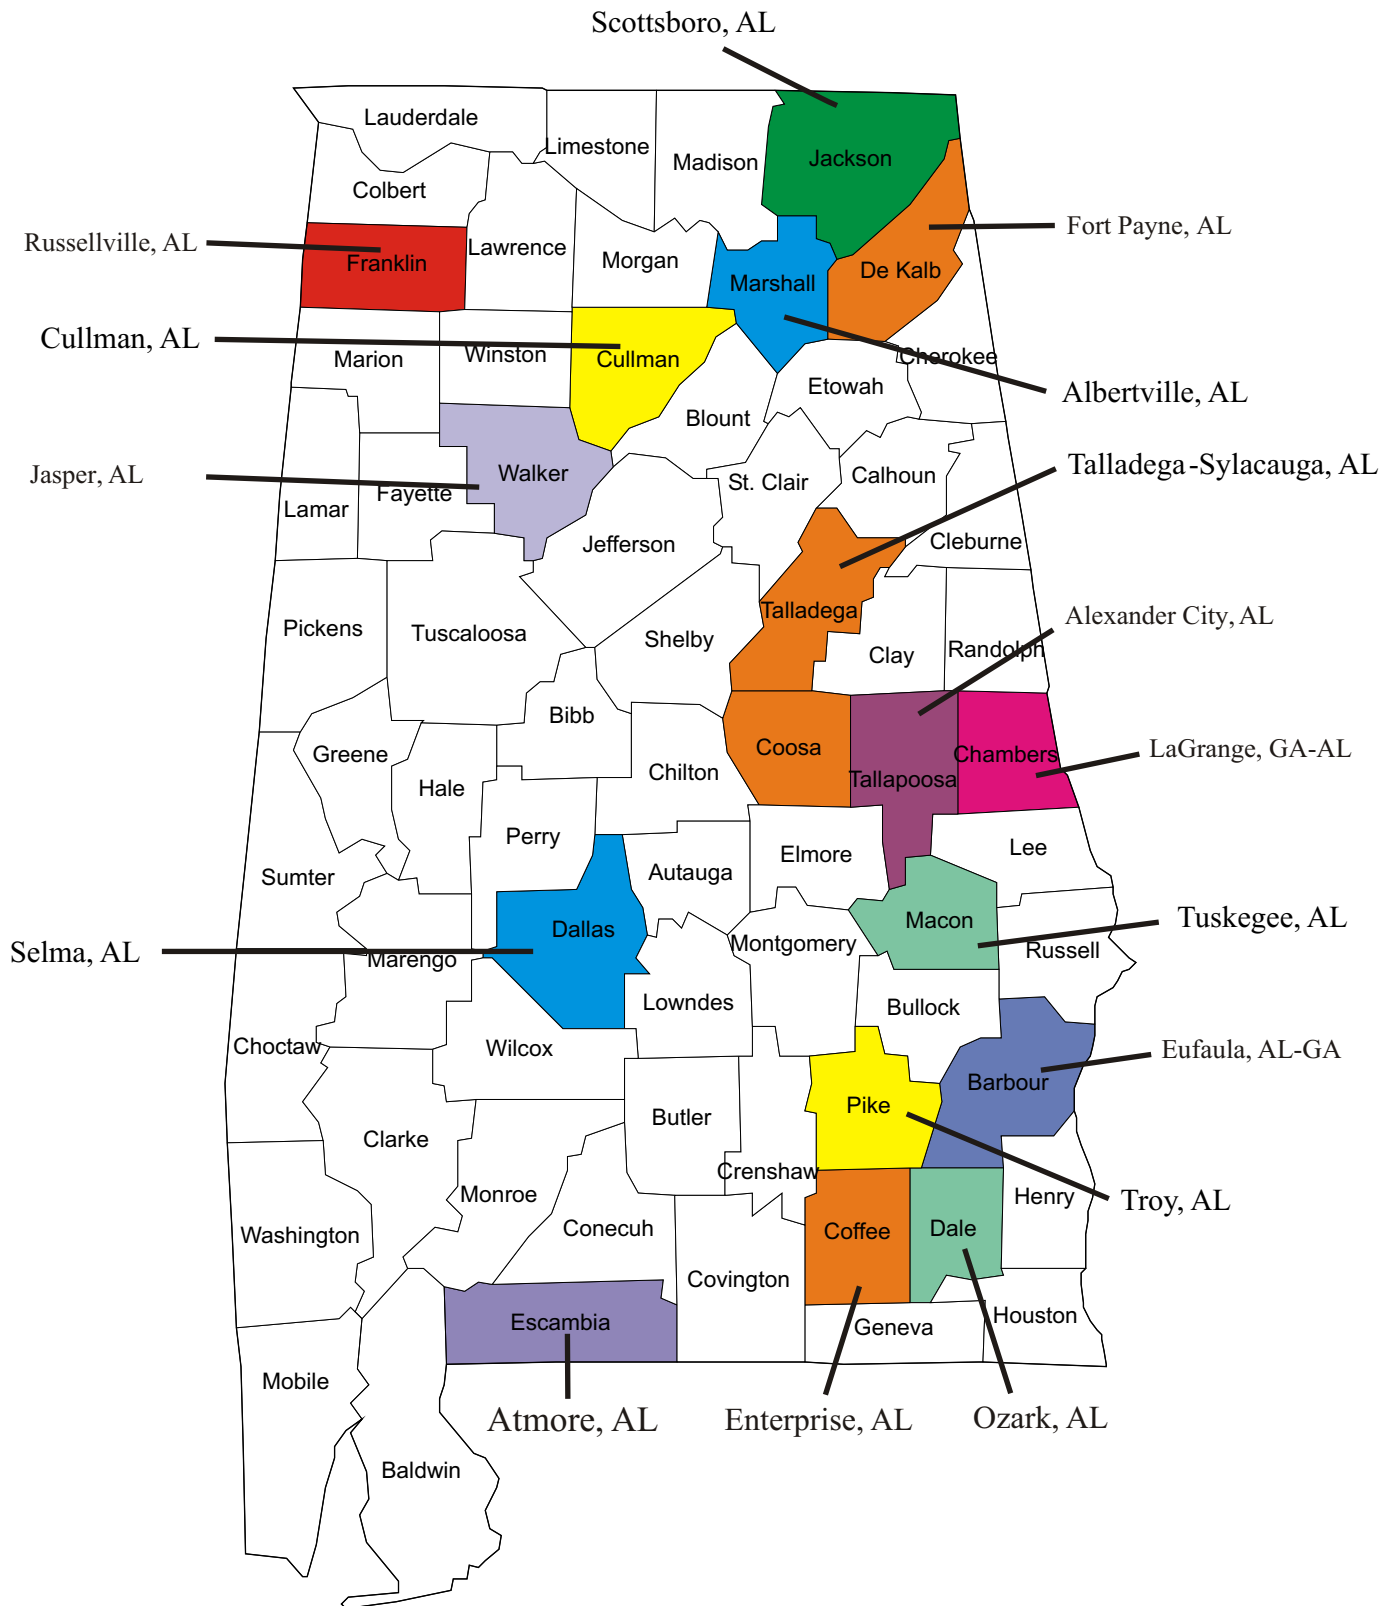 Scottsboro, AL
Lauderdale
Limestone
Madison
Jackson
Colbert
Russellville, AL
Franklin
Lawrence
Morgan
Marshall
De Kalb
Fort Payne, AL
Cullman, AL
Marion
Winston
Cullman
Cherokee
Etowah
Albertville, AL
Blount
Jasper, AL
Walker
Talladega-Sylacauga, AL
St. Clair
Calhoun
Fayette
Lamar
Jefferson
Cleburne
Talladega
Alexander City, AL
Pickens
Tuscaloosa
Shelby
Clay
Randolph
Bibb
Greene
Coosa
Chambers
LaGrange, GA-AL
Chilton
Tallapoosa
Hale
Perry
Elmore
Lee
Sumter
Autauga
Selma, AL
Dallas
Macon
Tuskegee, AL
Marengo
Montgomery
Russell
Lowndes
Bullock
Choctaw
Wilcox
Eufaula, AL-GA
Barbour
Pike
Butler
Clarke
Crenshaw
Monroe
Henry
Troy, AL
Washington
Conecuh
Coffee
Dale
Covington
Escambia
Geneva
Houston
Mobile
Atmore, AL
Enterprise, AL
Ozark, AL
Baldwin